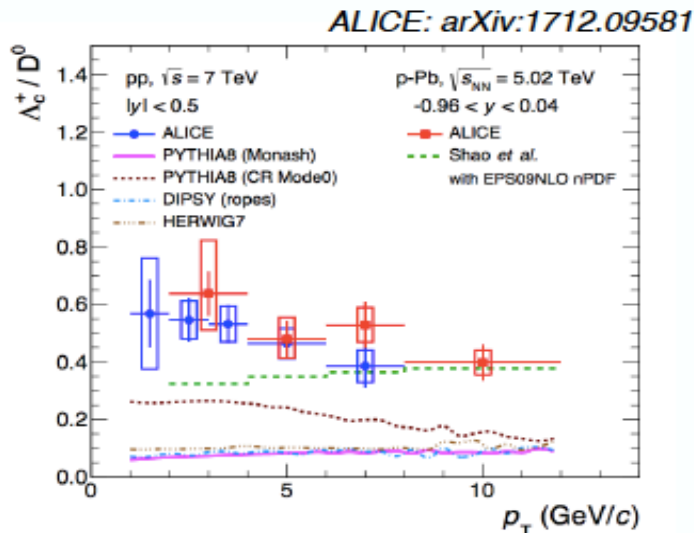 ALICE: arXiv:1712.09581
Λc+ / D0
1.4
1.2
1.0
0.8
0.6
0.4
0.2
0.0
pp, √s = 7 TeV
|y| < 0.5
ALICE
PYTHIA8 (Monash)
PYTHIA8 (CR Mode0)
DIPSY (ropes)
HERWIG7
p-Pb, √sNN = 5.02 TeV
-0.96 < y < 0.04
ALICE
Shao et al.
with EPS09NLO nPDF
0 5 10
pT (GeV/c)